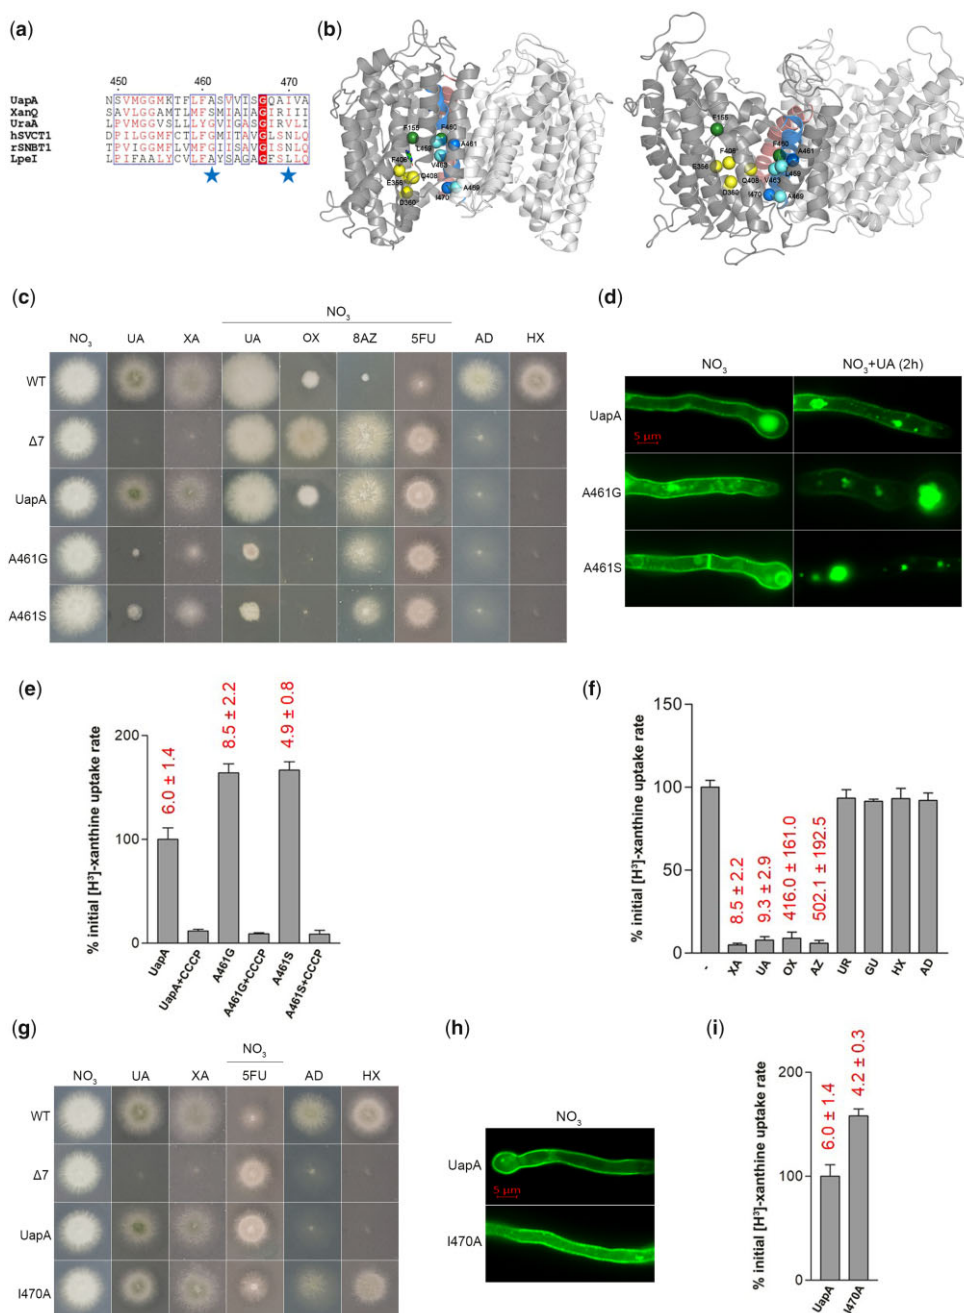 (a)
450 460 470
UapA NSVMGGMKTFLFASVVISGQAIVA
XanQ SAVLGGAMTLMFSMIAIAGIRIII
UraA LPVMGGVSLLLYGVIGASGIRVLI
hSVCT1 DPILGGMFCTLFGMITAVGLSNLQ
rSNBT1
LpeI LPIFAALYCVLFAYSAGAGFSLLQ
(b)
F155
F460
L459
A461
F406
V463
E356
Q408
D360
A469
I470
F155
F406
F460
A461
E356
Q408
L459
V463
D360
I470
A469
(c)
NO3
NO3 UA XA UA OX 8AZ 5FU AD HX
WT
Δ7
UapA
A461G
A461S
(d)
NO3 NO3+UA (2h)
UapA
5 μm
A461G
A461S
(e)
% initial [H3]-xanthine uptake rate
200
100
0
6.0 ± 1.4
8.5 ± 2.2
4.9 ± 0.8
UapA
UapA+CCCP
A461G
A461G+CCCP
A461S
A461S+CCCP
(f)
% initial [H3]-xanthine uptake rate
150
100
50
0
8.5 ± 2.2
9.3 ± 2.9
416.0 ± 161.0
502.1 ± 192.5
- XA UA OX AZ UR GU HX AD
(g)
NO3
NO3 UA XA 5FU AD HX
WT
Δ7
UapA
I470A
(h)
NO3
UapA
5 μm
I470A
(i)
% initial [H3]-xanthine uptake rate
200
100
0
6.0 ± 1.4
4.2 ± 0.3
UapA
I470A